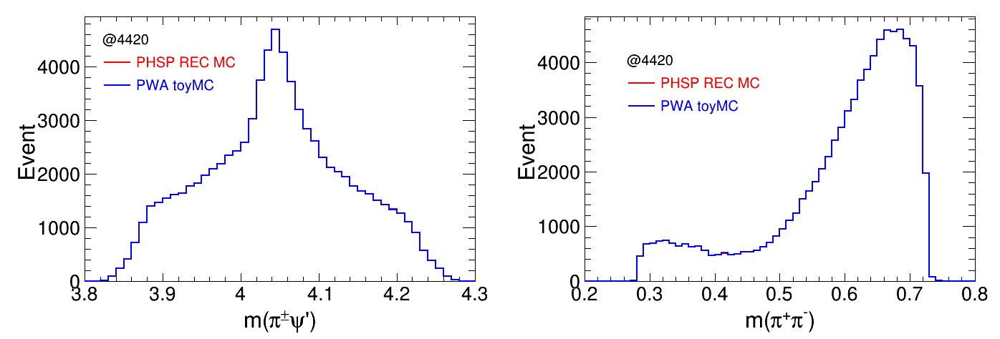 @4420
PHSP REC MC
PWA toyMC
Event
4000
3000
2000
1000
0
3.8 3.9 4 4.1 4.2 4.3
m(π±ψ')
@4420
PHSP REC MC
PWA toyMC
Event
4000
3000
2000
1000
0
0.2 0.3 0.4 0.5 0.6 0.7 0.8
m(π⁺π⁻)